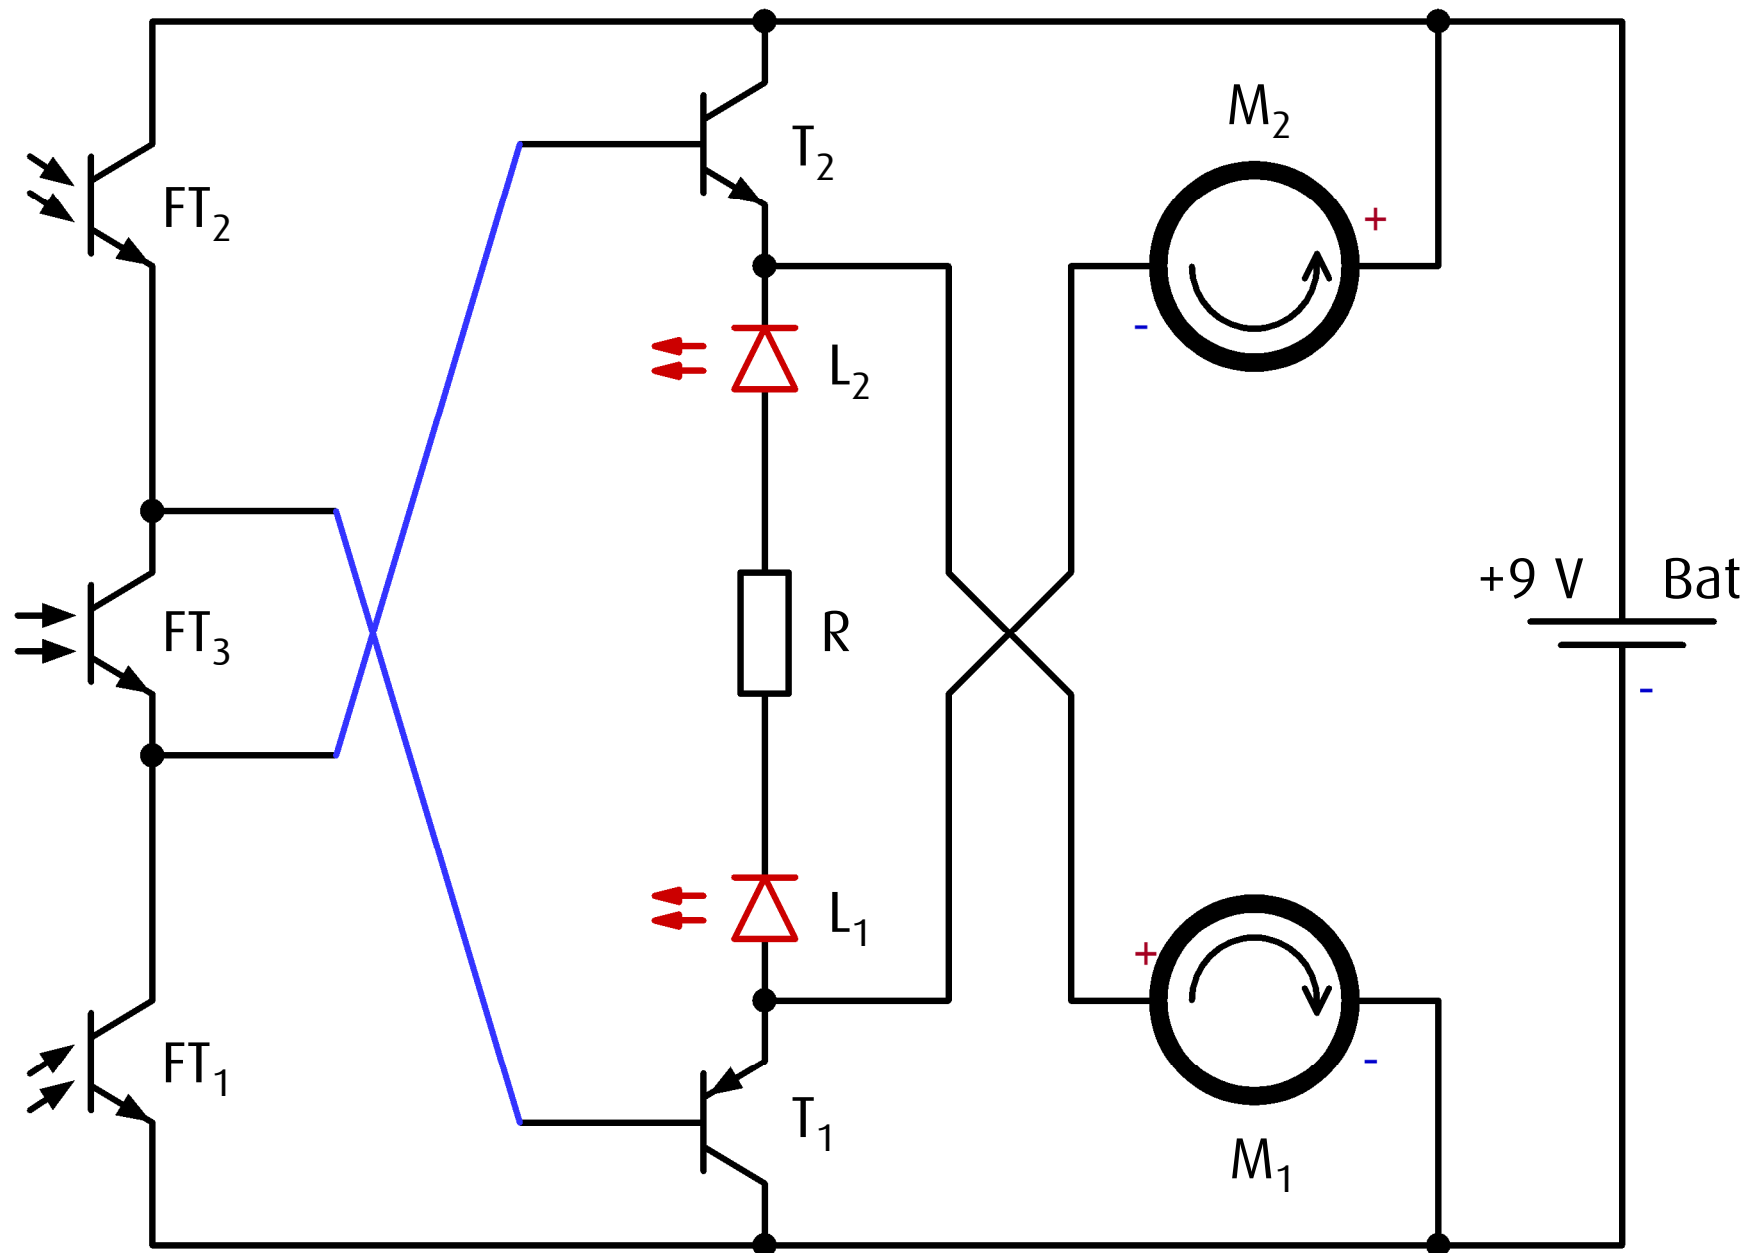 M₂
T₂
FT₂
+
-
L₂
+9 V Bat
R
FT₃
-
L₁
+
FT₁
-
T₁
M₁